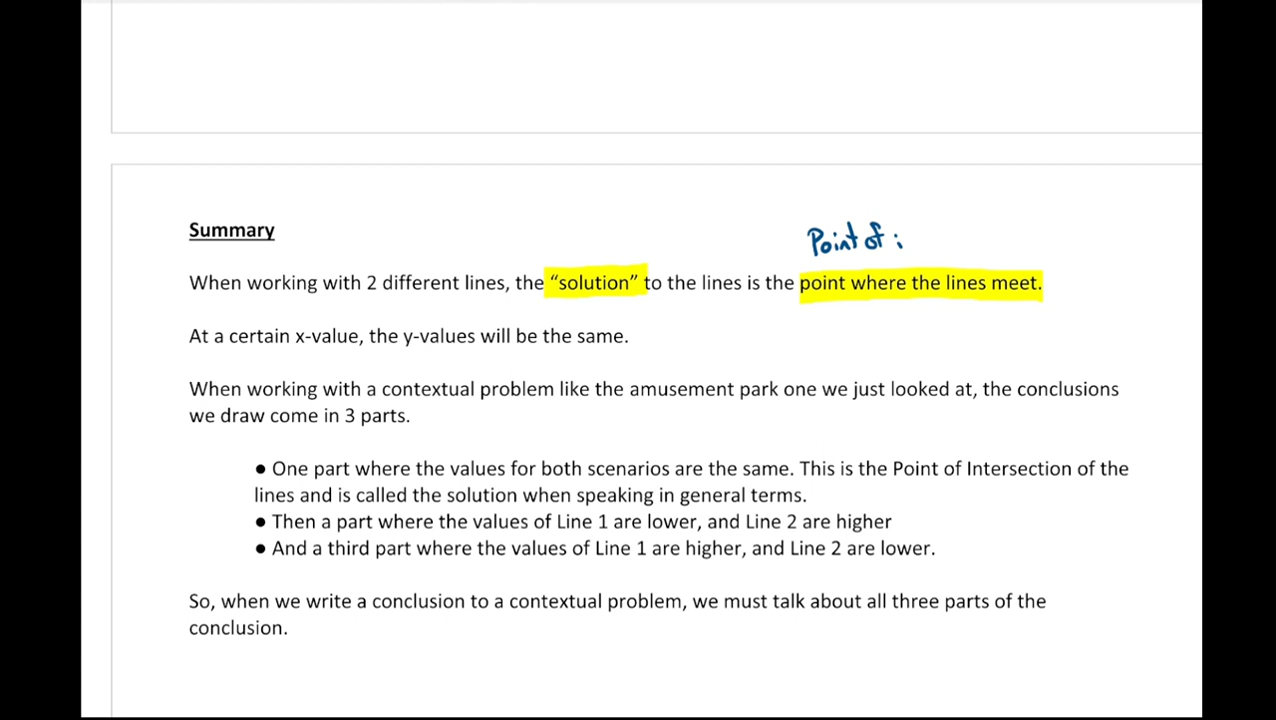 Summary
Point of i
When working with 2 different lines, the “solution” to the lines is the point where the lines meet.
At a certain x-value, the y-values will be the same.
When working with a contextual problem like the amusement park one we just looked at, the conclusions
we draw come in 3 parts.
● One part where the values for both scenarios are the same. This is the Point of Intersection of the
lines and is called the solution when speaking in general terms.
● Then a part where the values of Line 1 are lower, and Line 2 are higher
● And a third part where the values of Line 1 are higher, and Line 2 are lower.
So, when we write a conclusion to a contextual problem, we must talk about all three parts of the
conclusion.